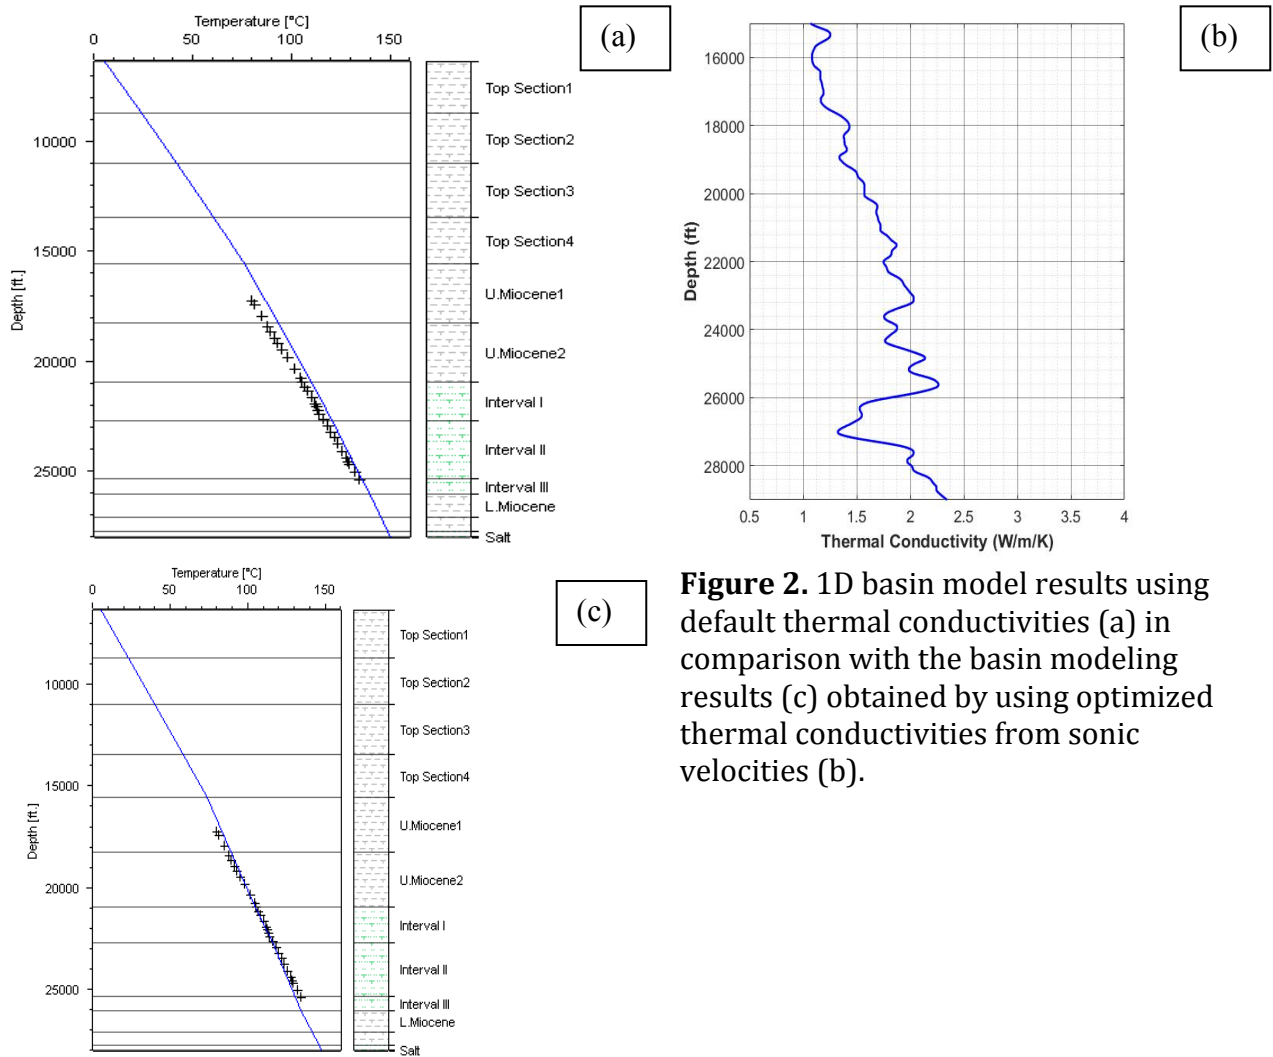 Temperature [°C]
0 50 100 150
(a)
Depth [ft.]
10000
15000
20000
25000
Top Section1
Top Section2
Top Section3
Top Section4
U.Miocene1
U.Miocene2
Interval I
Interval II
Interval III
L.Miocene
Salt
(b)
Depth (ft)
16000
18000
20000
22000
24000
26000
28000
0.5 1 1.5 2 2.5 3 3.5 4
Thermal Conductivity (W/m/K)
Temperature [°C]
0 50 100 150
(c)
Depth [ft.]
10000
15000
20000
25000
Top Section1
Top Section2
Top Section3
Top Section4
U.Miocene1
U.Miocene2
Interval I
Interval II
Interval III
L.Miocene
Salt
Figure 2. 1D basin model results using
default thermal conductivities (a) in
comparison with the basin modeling
results (c) obtained by using optimized
thermal conductivities from sonic
velocities (b).